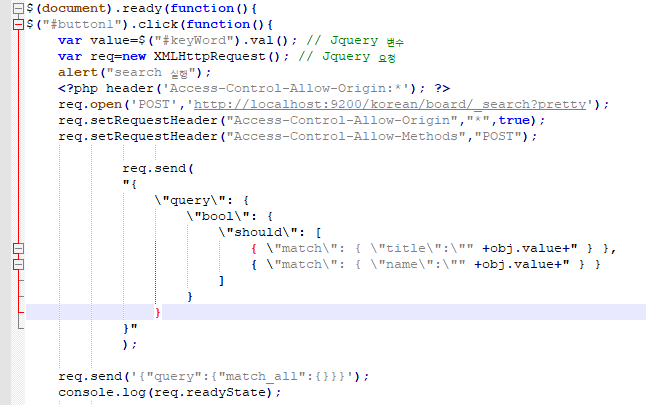 $(document).ready(function(){
$("#button1").click(function(){
    var value=$("#keyWord").val(); // Jquery 변수
    var req=new XMLHttpRequest(); // Jquery 요청
    alert("search 실행");
    <?php header('Access-Control-Allow-Origin:*'); ?>
    req.open('POST','http://localhost:9200/korean/board/_search?pretty');
    req.setRequestHeader("Access-Control-Allow-Origin","*",true);
    req.setRequestHeader("Access-Control-Allow-Methods","POST");
            req.send(
            "{
                \"query\": {
                    \"bool\": {
                        \"should\": [
                            { \"match\": { \"title\":\"" +obj.value+" } },
                            { \"match\": { \"name\":\"" +obj.value+" } }
                        ]
                    }
                }
            }"
            );
    req.send('{"query":{"match_all":{}}}');
    console.log(req.readyState);